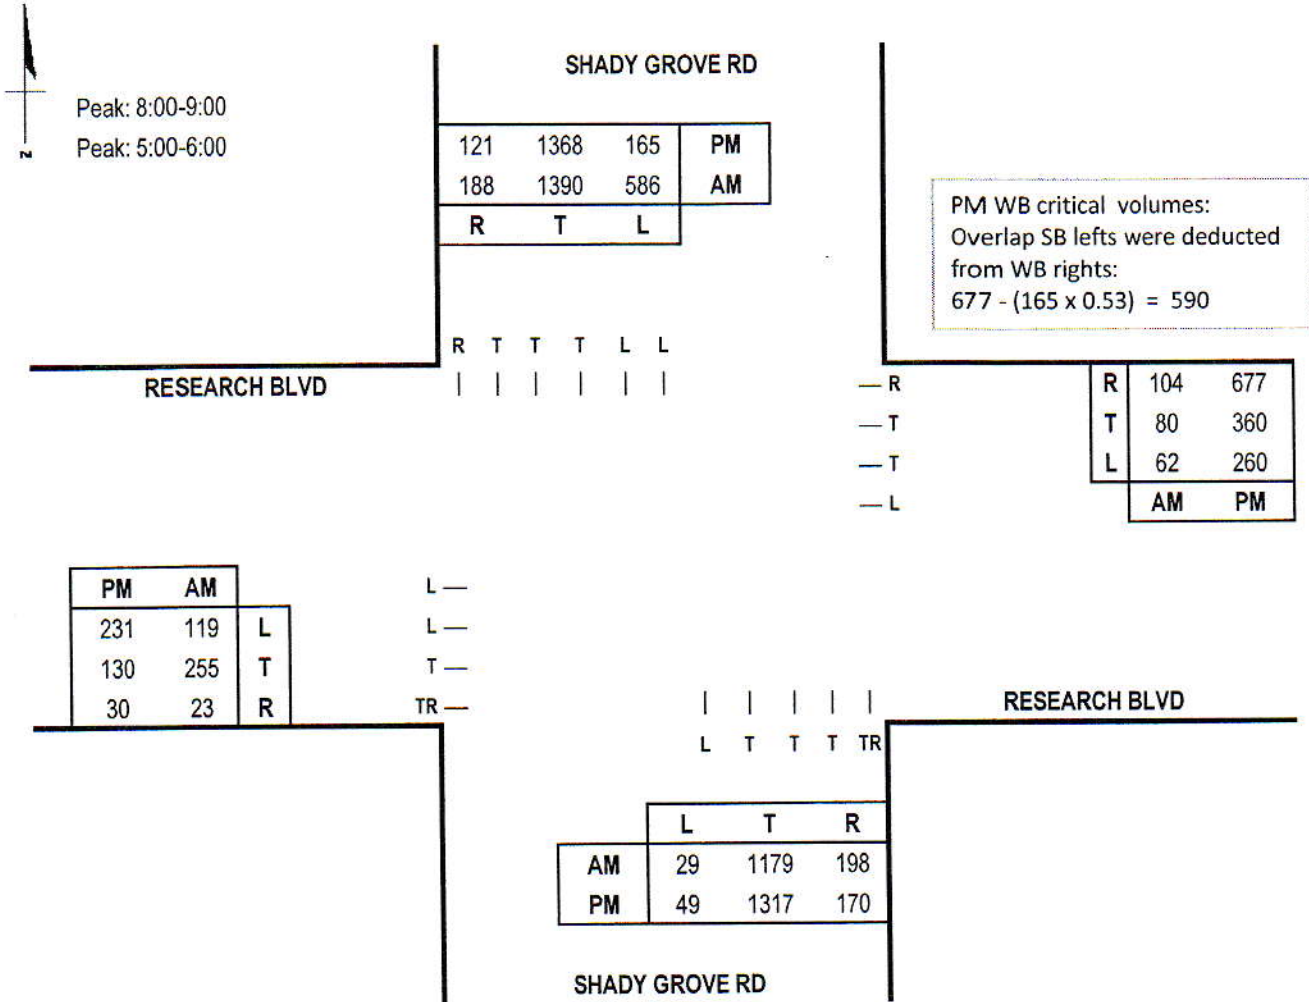 SHADY GROVE RD
Peak: 8:00-9:00
Peak: 5:00-6:00
N
121 1368 165 PM
188 1390 586 AM
R T L
PM WB critical volumes:
Overlap SB lefts were deducted
from WB rights:
677 - (165 x 0.53) = 590
R T T T L L
RESEARCH BLVD
R
T
T
L
R 104 677
T 80 360
L 62 260
AM PM
PM AM
231 119 L
130 255 T
30 23 R
L
L
T
TR
RESEARCH BLVD
L T T T TR
L T R
AM 29 1179 198
PM 49 1317 170
SHADY GROVE RD